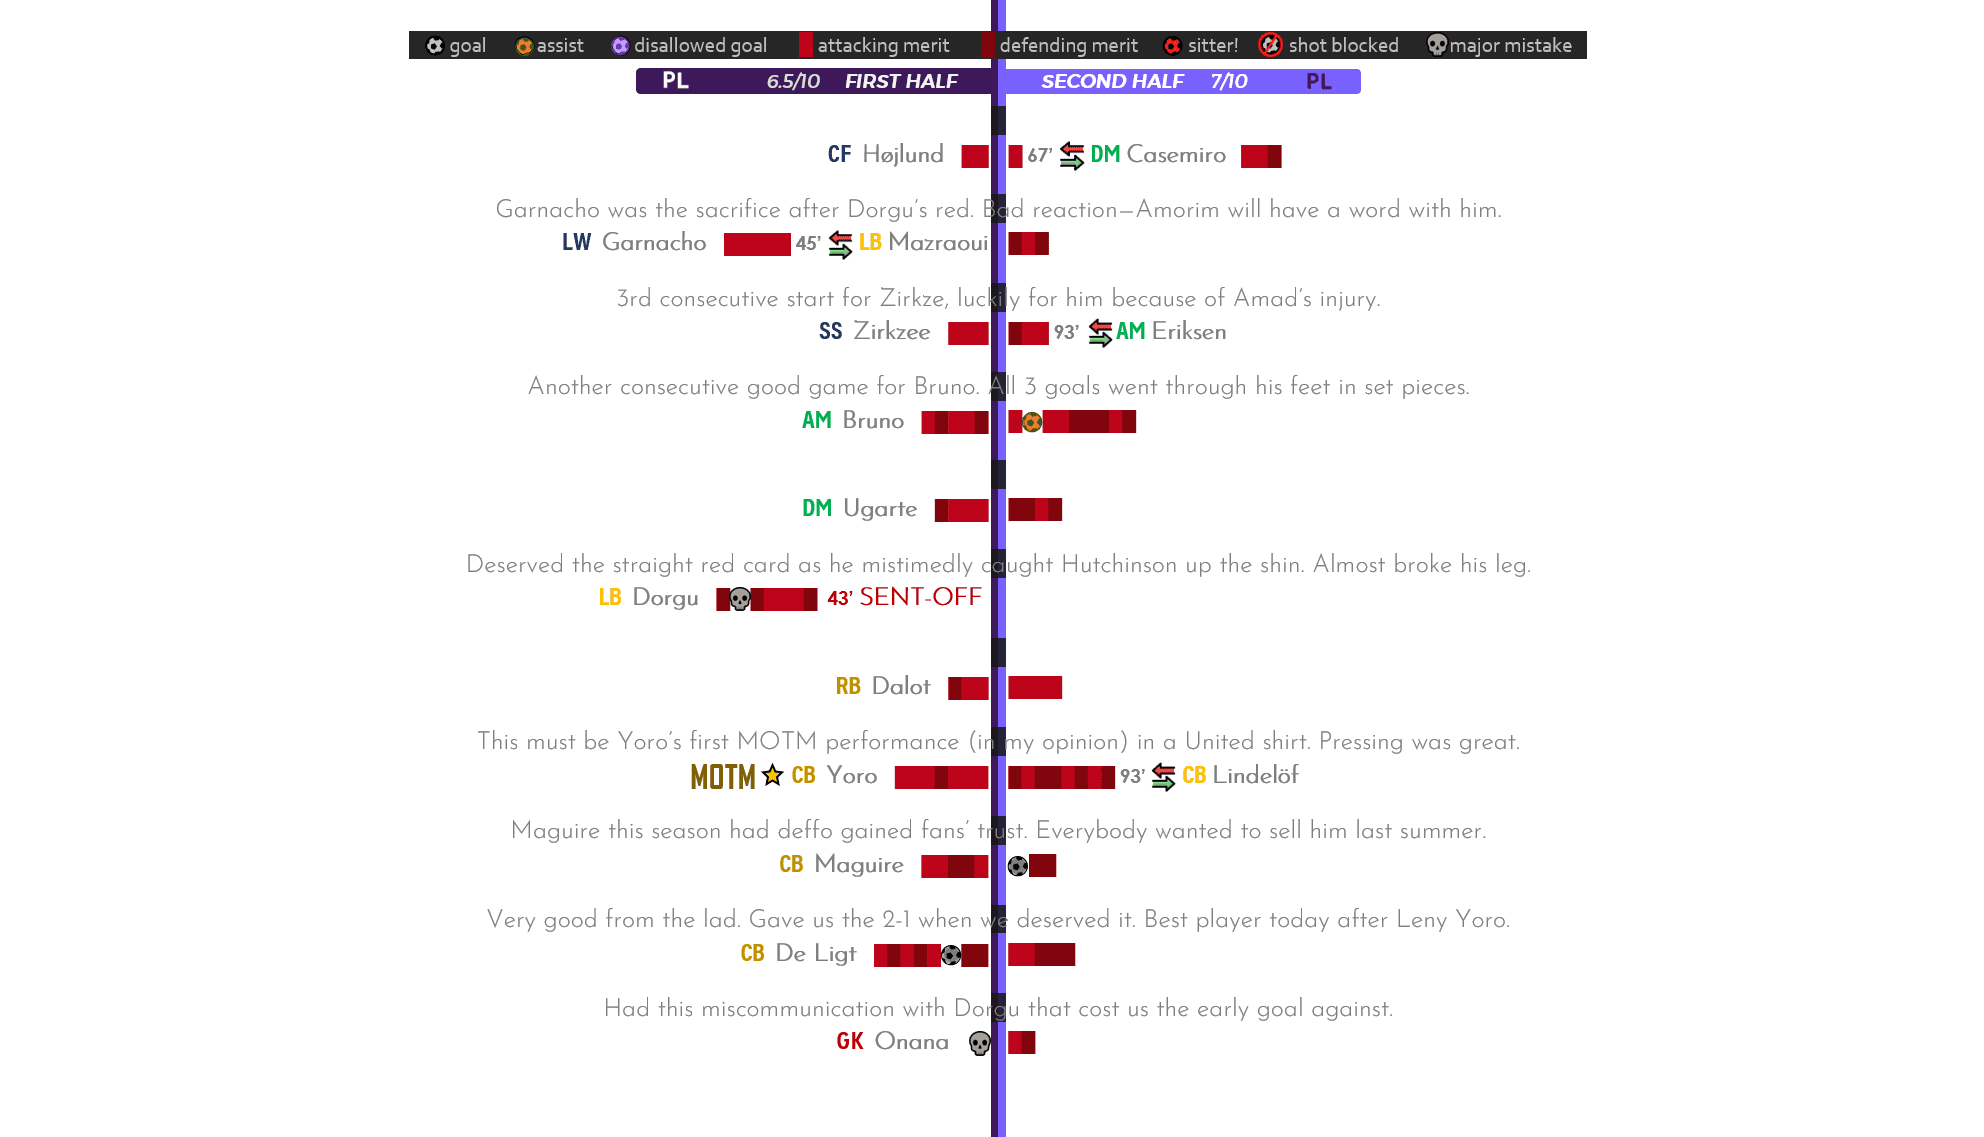 goal assist disallowed goal attacking merit defending merit sitter! shot blocked major mistake
PL 6.5/10 FIRST HALF SECOND HALF 7/10 PL
CF Højlund 67’ DM Casemiro
Garnacho was the sacrifice after Dorgu’s red. Bad reaction—Amorim will have a word with him.
LW Garnacho 45’ LB Mazraoui
3rd consecutive start for Zirkze, luckily for him because of Amad’s injury.
SS Zirkzee 93’ AM Eriksen
Another consecutive good game for Bruno. All 3 goals went through his feet in set pieces.
AM Bruno
DM Ugarte
Deserved the straight red card as he mistimedly caught Hutchinson up the shin. Almost broke his leg.
LB Dorgu 43’ SENT-OFF
RB Dalot
This must be Yoro’s first MOTM performance (in my opinion) in a United shirt. Pressing was great.
MOTM CB Yoro 93’ CB Lindelöf
Maguire this season had deffo gained fans’ trust. Everybody wanted to sell him last summer.
CB Maguire
Very good from the lad. Gave us the 2-1 when we deserved it. Best player today after Leny Yoro.
CB De Ligt
Had this miscommunication with Dorgu that cost us the early goal against.
GK Onana